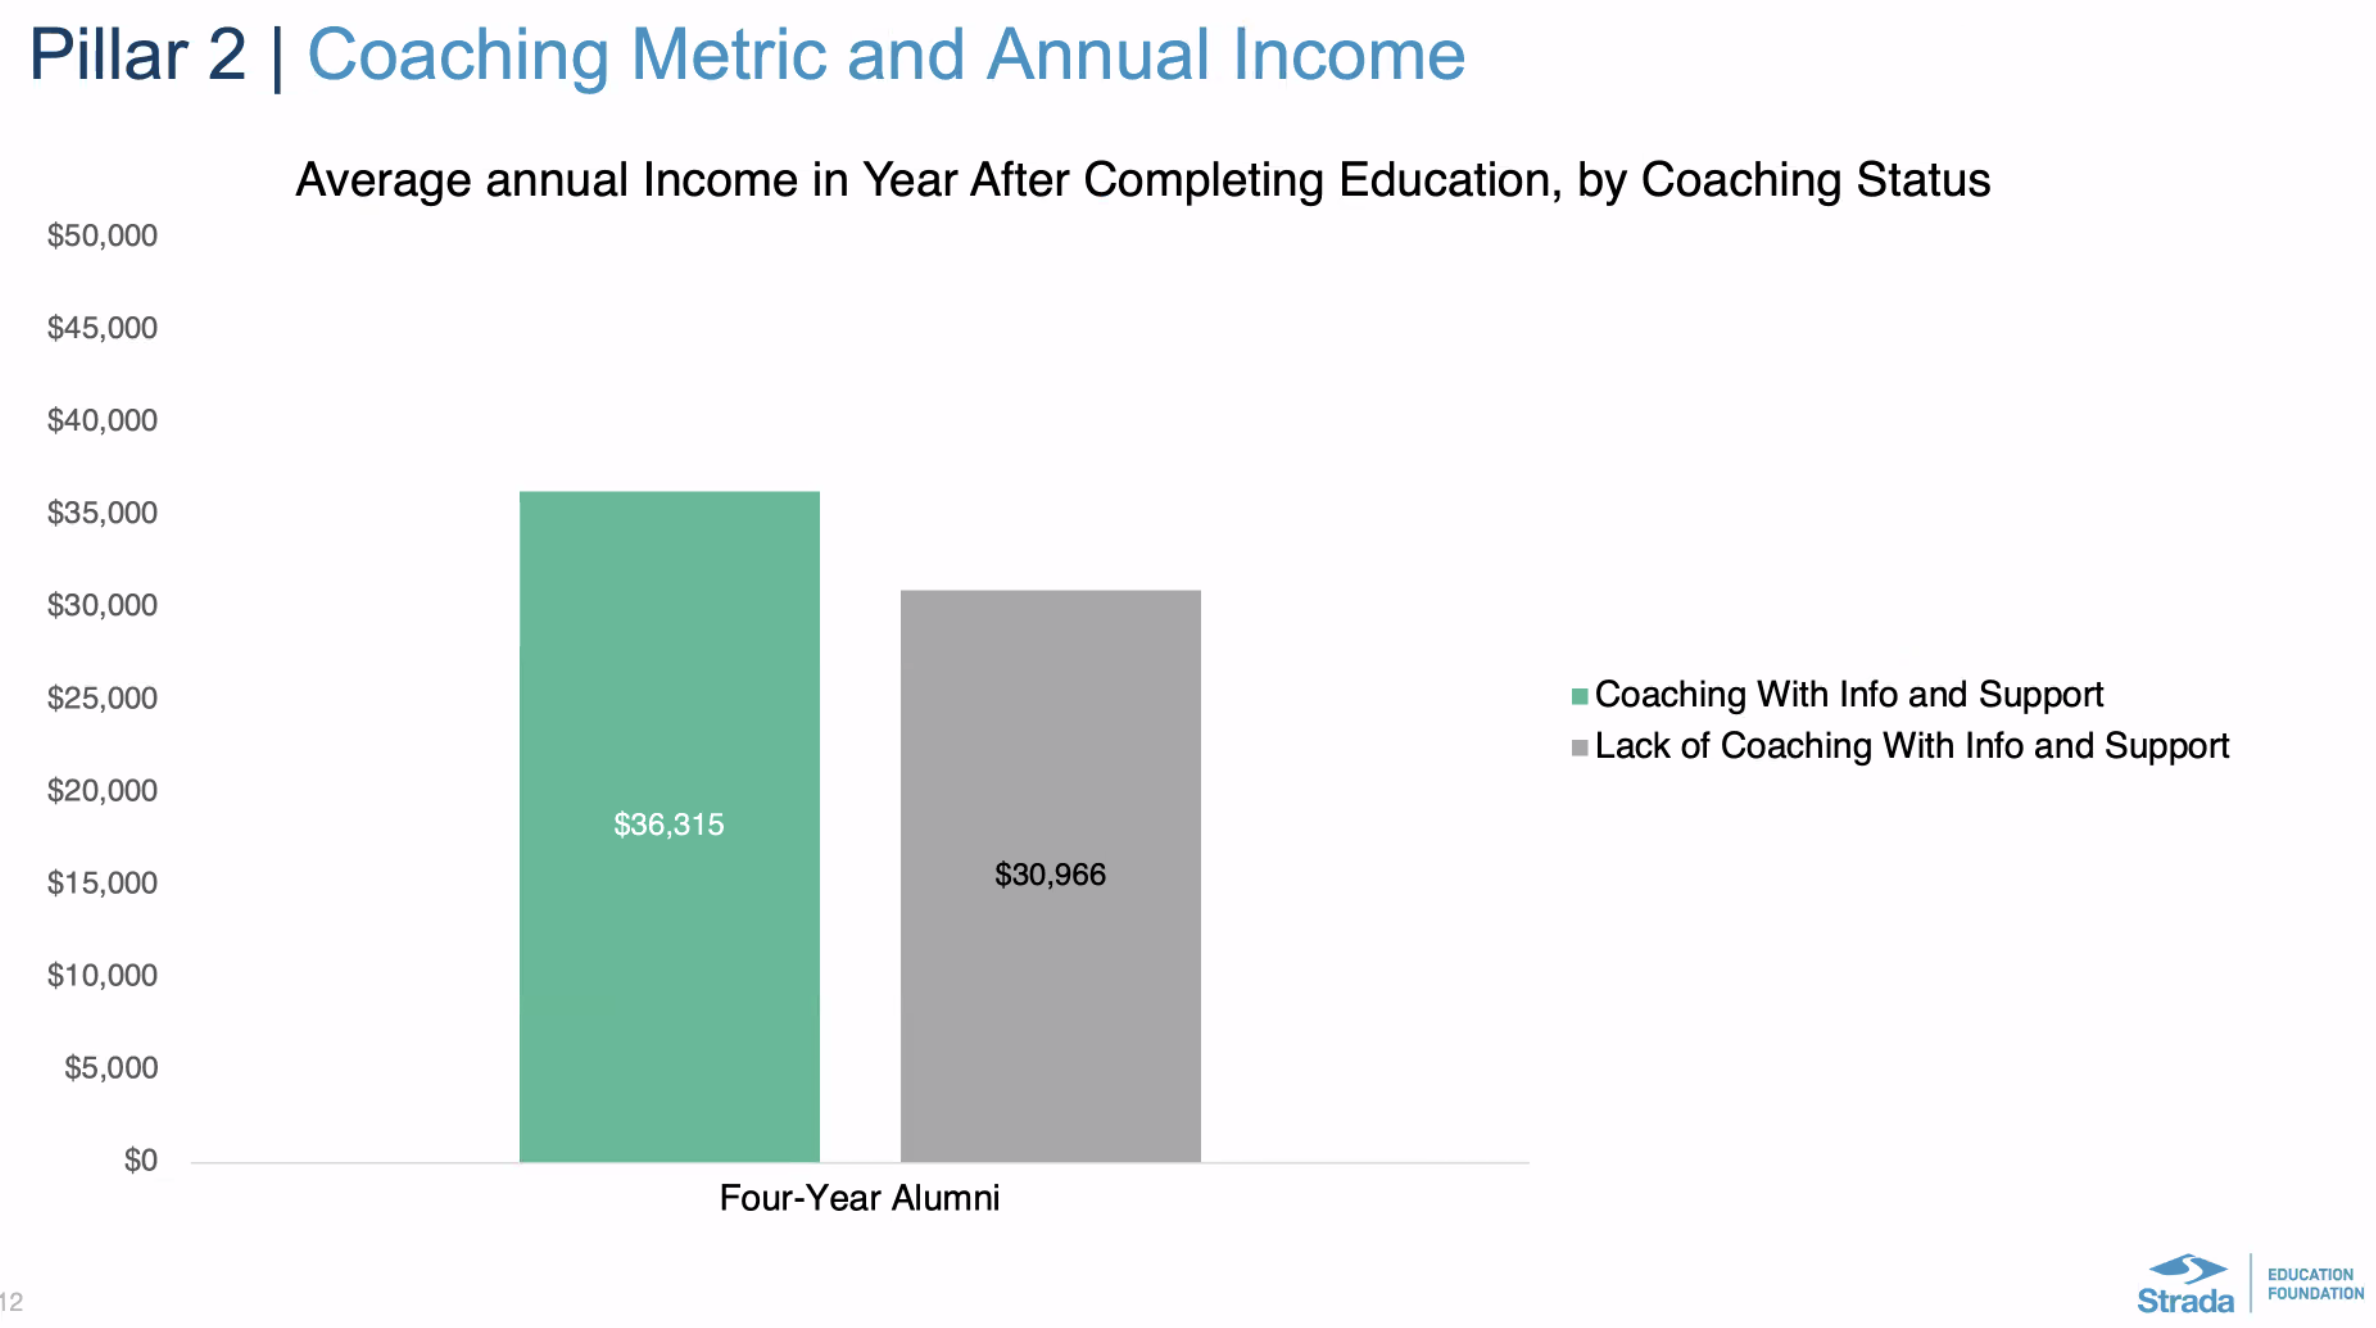 Pillar 2 | Coaching Metric and Annual Income
Average annual Income in Year After Completing Education, by Coaching Status
$50,000
$45,000
$40,000
$35,000
$30,000
$25,000
$20,000
$15,000
$10,000
$5,000
$0
$36,315
$30,966
Four-Year Alumni
Coaching With Info and Support
Lack of Coaching With Info and Support
12
Strada
EDUCATION
FOUNDATION